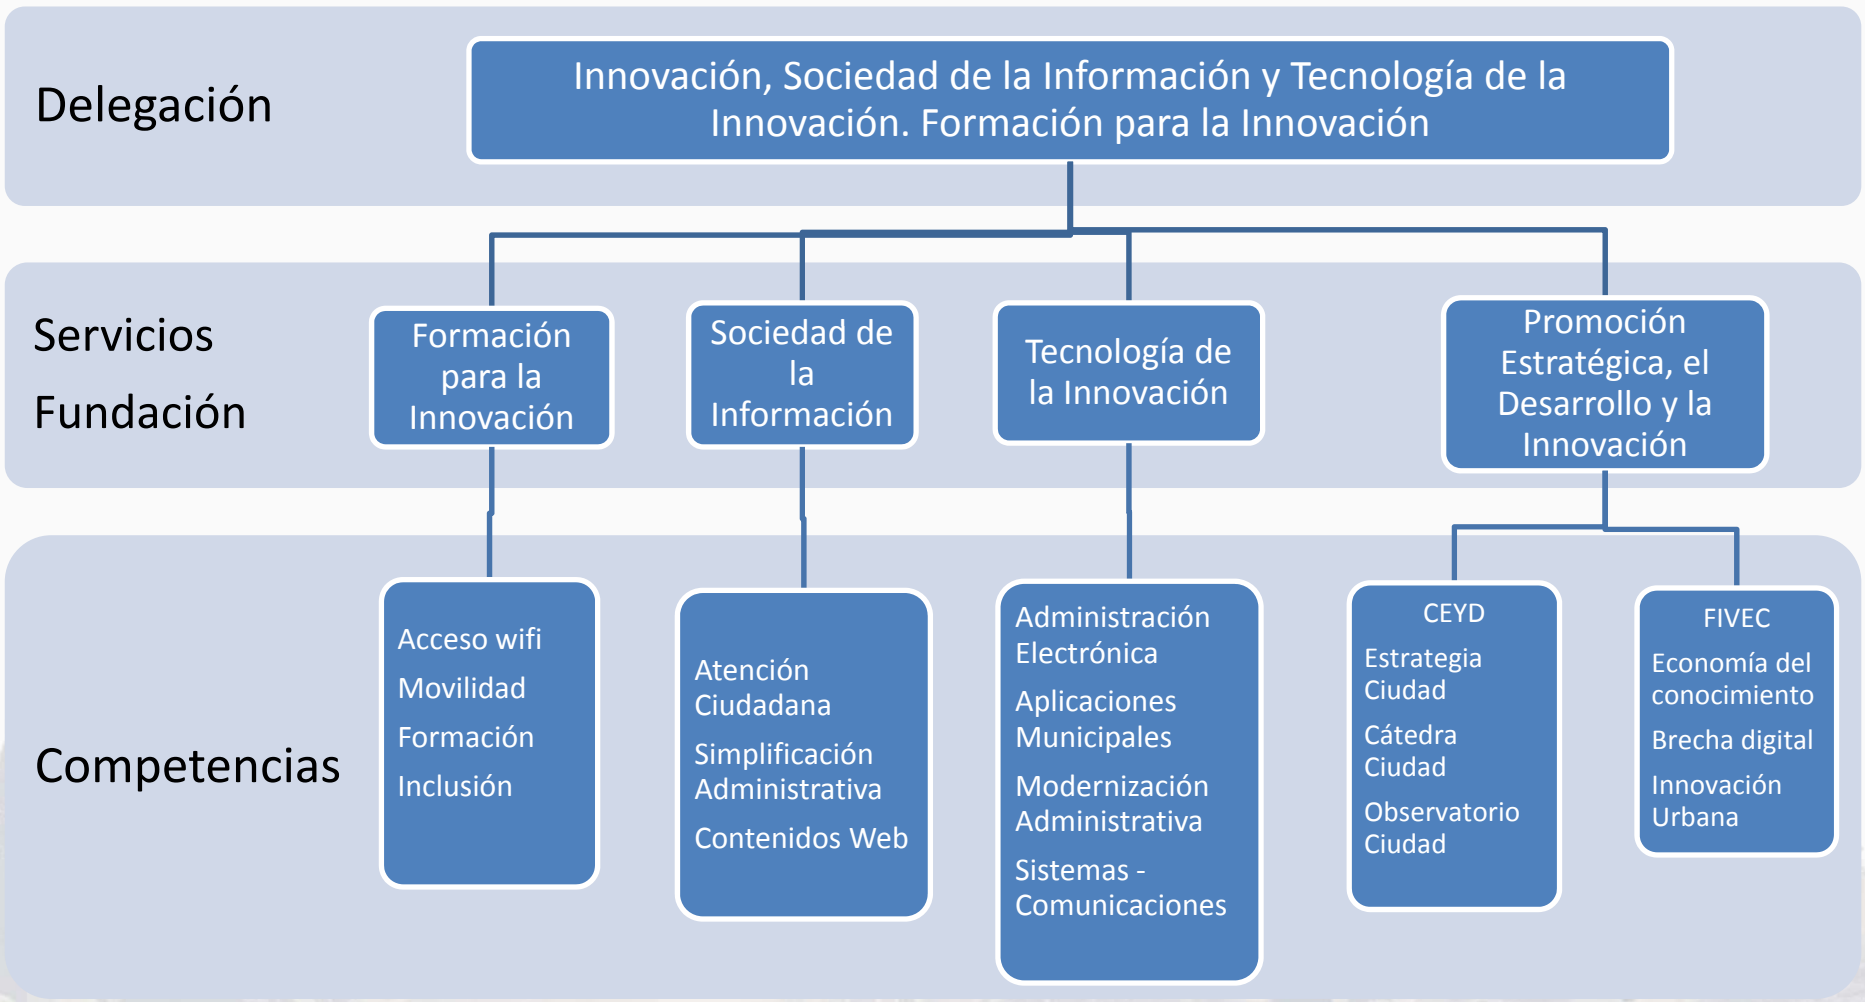 Delegación
Innovación, Sociedad de la Información y Tecnología de la
Innovación. Formación para la Innovación
Servicios
Fundación
Formación
para la
Innovación
Sociedad de
la
Información
Tecnología de
la Innovación
Promoción
Estratégica, el
Desarrollo y la
Innovación
Competencias
Acceso wifi
Movilidad
Formación
Inclusión
Atención
Ciudadana
Simplificación
Administrativa
Contenidos Web
Administración
Electrónica
Aplicaciones
Municipales
Modernización
Administrativa
Sistemas -
Comunicaciones
CEYD
Estrategia
Ciudad
Cátedra
Ciudad
Observatorio
Ciudad
FIVEC
Economía del
conocimiento
Brecha digital
Innovación
Urbana